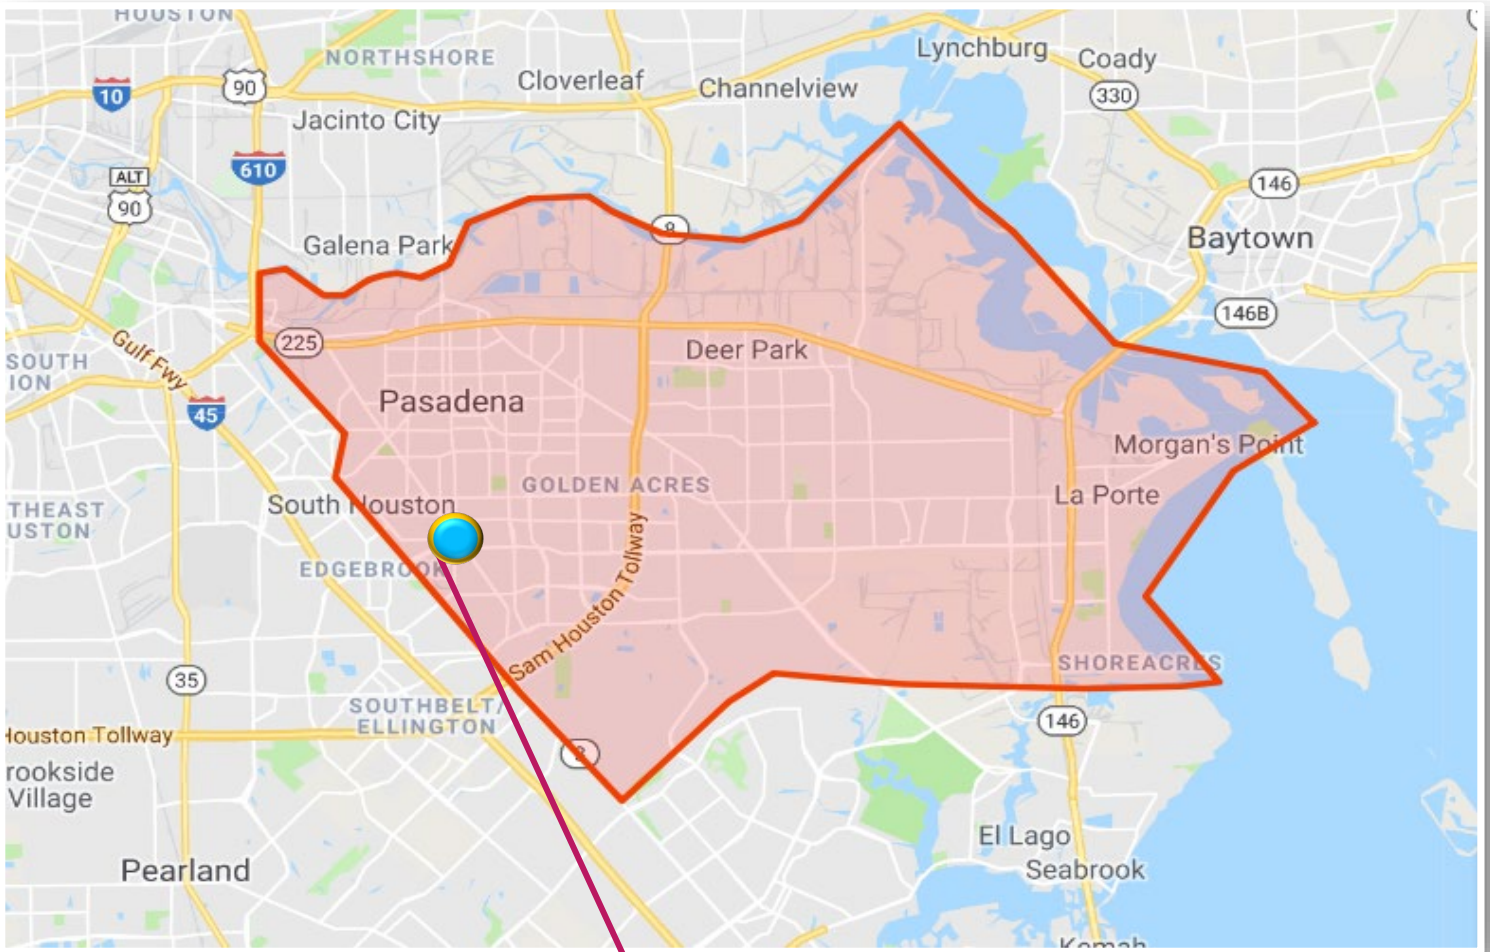 HOUSTON
NORTHSHORE
Lynchburg
Coady
Cloverleaf
Channelview
10
90
330
Jacinto City
610
ALT
90
146
8
Galena Park
Baytown
146B
225
Gulf Fwy
SOUTH
ION
Deer Park
45
Pasadena
Morgan's Point
GOLDEN ACRES
La Porte
South Houston
THEAST
USTON
EDGEBROOK
Sam Houston Tollway
SHOREACRES
35
SOUTHBELT/
ELLINGTON
146
Houston Tollway
8
rookside
Village
El Lago
Seabrook
Pearland
Kemah